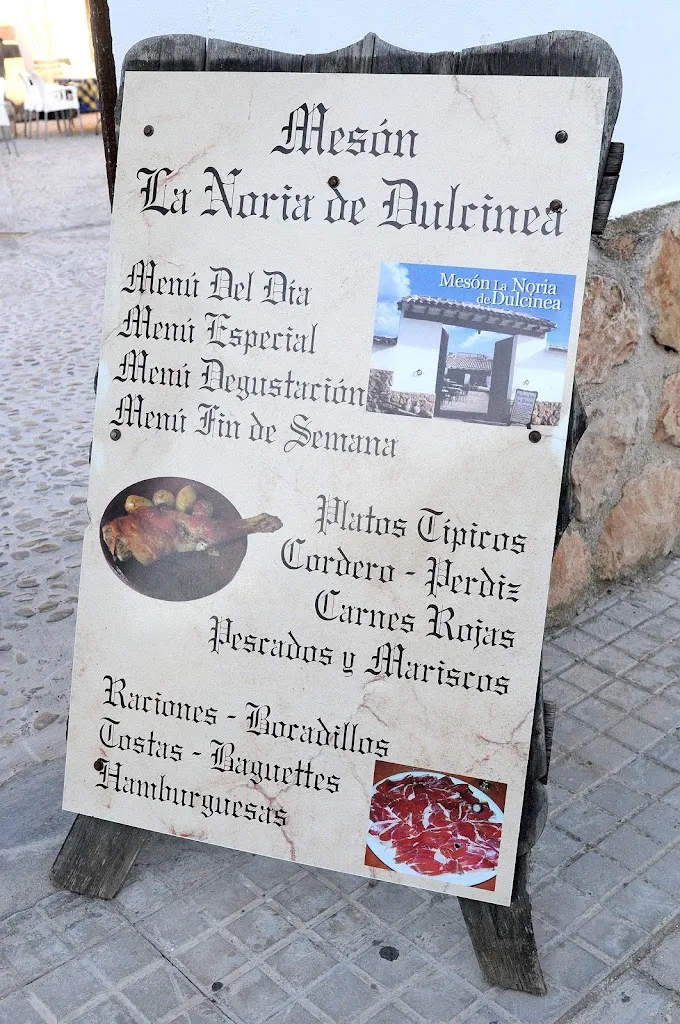 Mesón
La Noria de Dulcinea
Menú Del Dia
Menú Especial
Menú Degustación
Menú Fin de Semana
Mesón La Noria
de Dulcinea
Platos Típicos
Cordero - Perdiz
Carnes Rojas
Pescados y Mariscos
Raciones - Bocadillos
Tostas - Baguettes
Hamburguesas